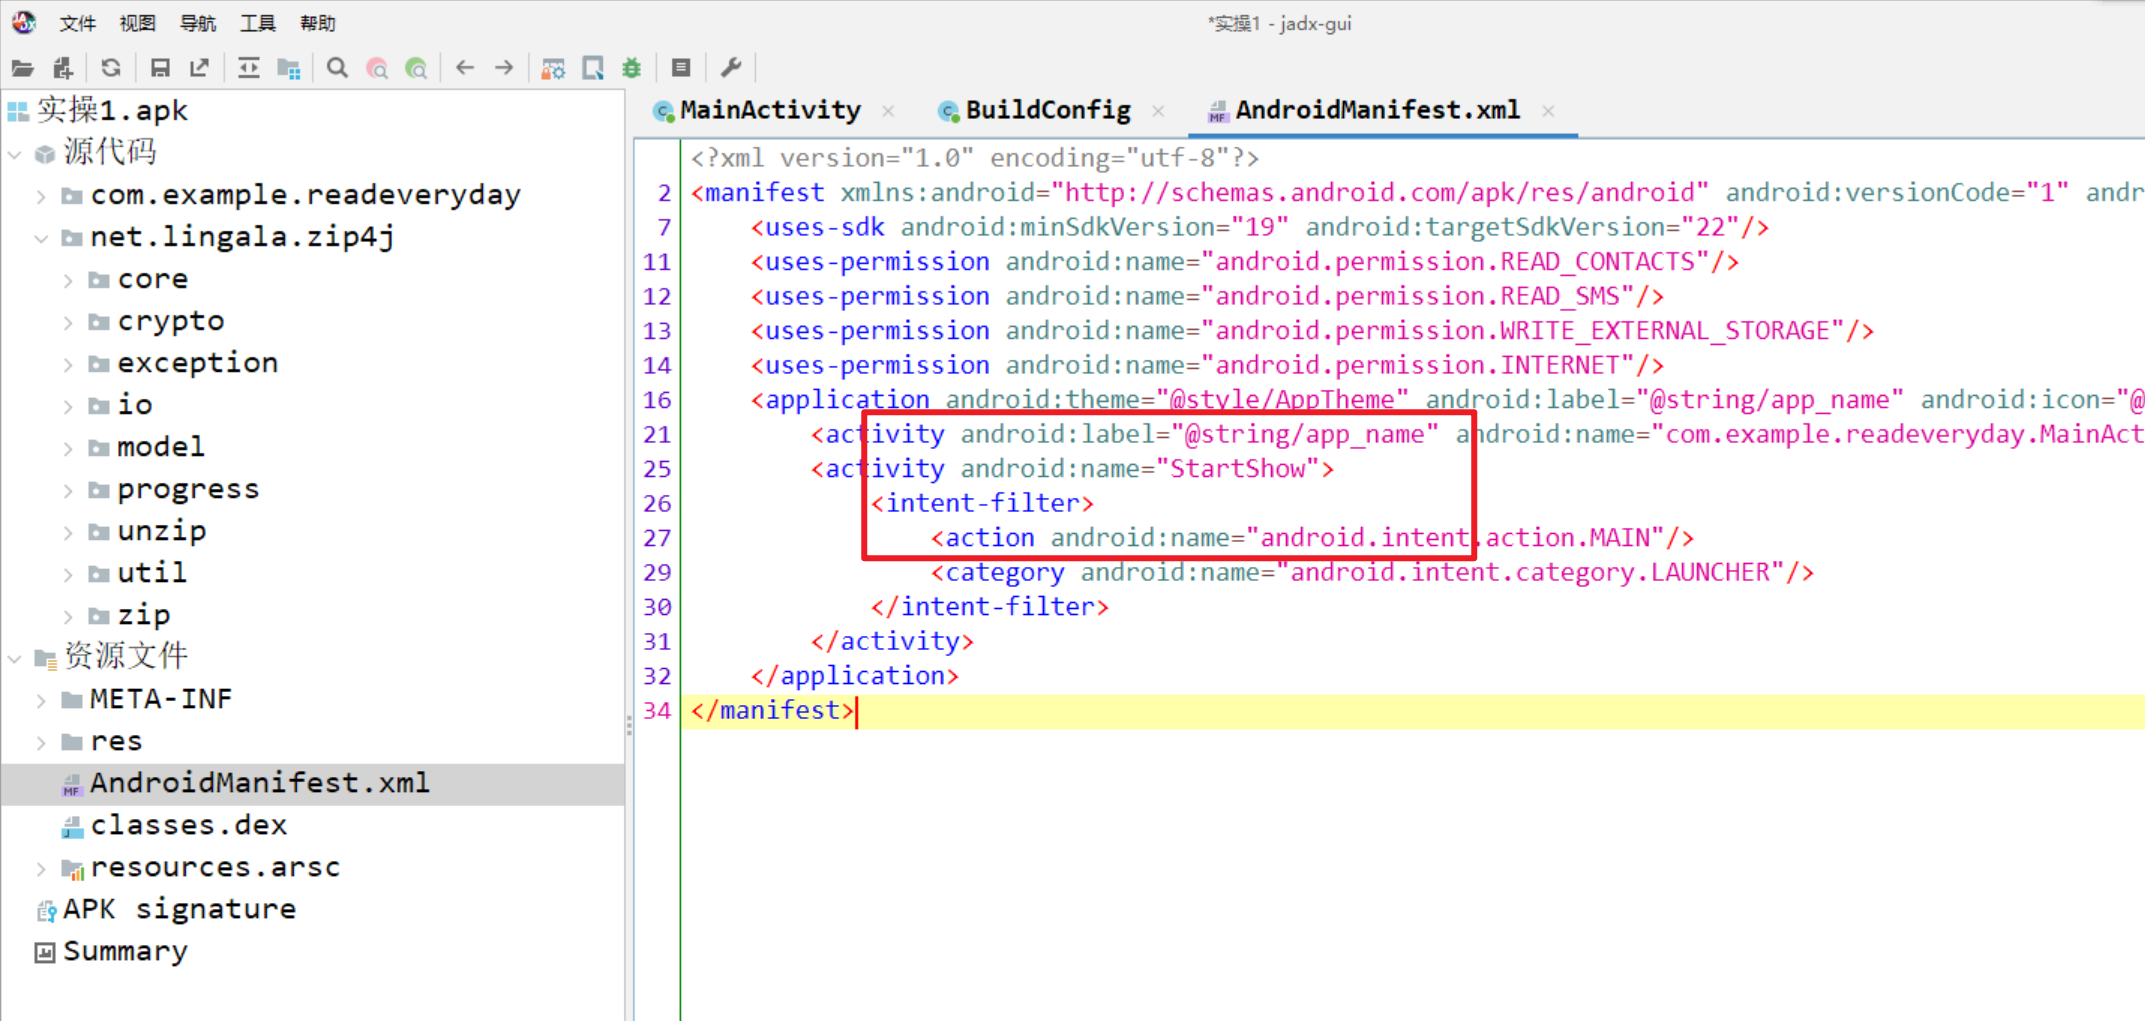 文件 视图 导航 工具 帮助
*实操1 - jadx-gui
实操1.apk
源代码
com.example.readeveryday
net.lingala.zip4j
core
crypto
exception
io
model
progress
unzip
util
zip
资源文件
META-INF
res
AndroidManifest.xml
classes.dex
resources.arsc
APK signature
Summary
MainActivity × BuildConfig × AndroidManifest.xml ×
<?xml version="1.0" encoding="utf-8"?>
2 <manifest xmlns:android="http://schemas.android.com/apk/res/android" android:versionCode="1" andr
7 <uses-sdk android:minSdkVersion="19" android:targetSdkVersion="22"/>
11 <uses-permission android:name="android.permission.READ_CONTACTS"/>
12 <uses-permission android:name="android.permission.READ_SMS"/>
13 <uses-permission android:name="android.permission.WRITE_EXTERNAL_STORAGE"/>
14 <uses-permission android:name="android.permission.INTERNET"/>
16 <application android:theme="@style/AppTheme" android:label="@string/app_name" android:icon="@
21 <activity android:label="@string/app_name" android:name="com.example.readeveryday.MainAct
25 <activity android:name="StartShow">
26 <intent-filter>
27 <action android:name="android.intent.action.MAIN"/>
29 <category android:name="android.intent.category.LAUNCHER"/>
30 </intent-filter>
31 </activity>
32 </application>
34 </manifest>